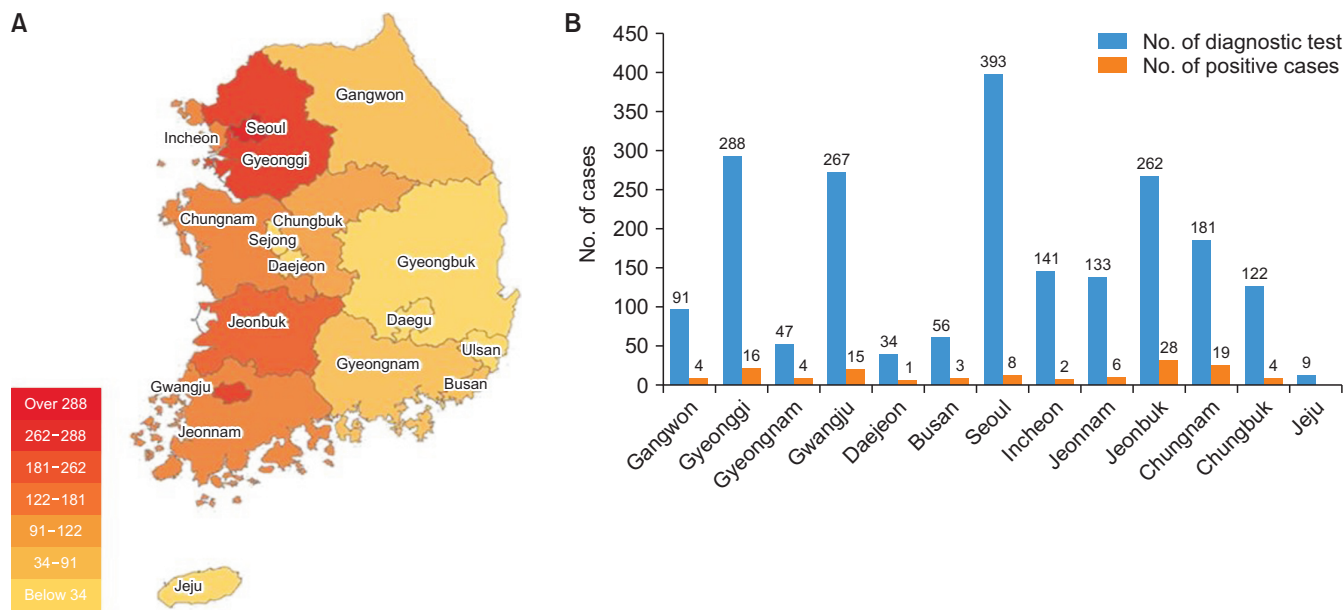 A
Gangwon
Incheon
Seoul
Gyeonggi
Chungnam
Chungbuk
Sejong
Daejeon
Gyeongbuk
Jeonbuk
Daegu
Ulsan
Gyeongnam
Gwangju
Busan
Jeonnam
Jeju
Over 288
262–288
181–262
122–181
91–122
34–91
Below 34
B
No. of diagnostic test
No. of positive cases
No. of cases
450
400
350
300
250
200
150
100
50
0
91 4
288 16
47 4
267 15
34 1
56 3
393 8
141 2
133 6
262 28
181 19
122 4
9
Gangwon
Gyeonggi
Gyeongnam
Gwangju
Daejeon
Busan
Seoul
Incheon
Jeonnam
Jeonbuk
Chungnam
Chungbuk
Jeju